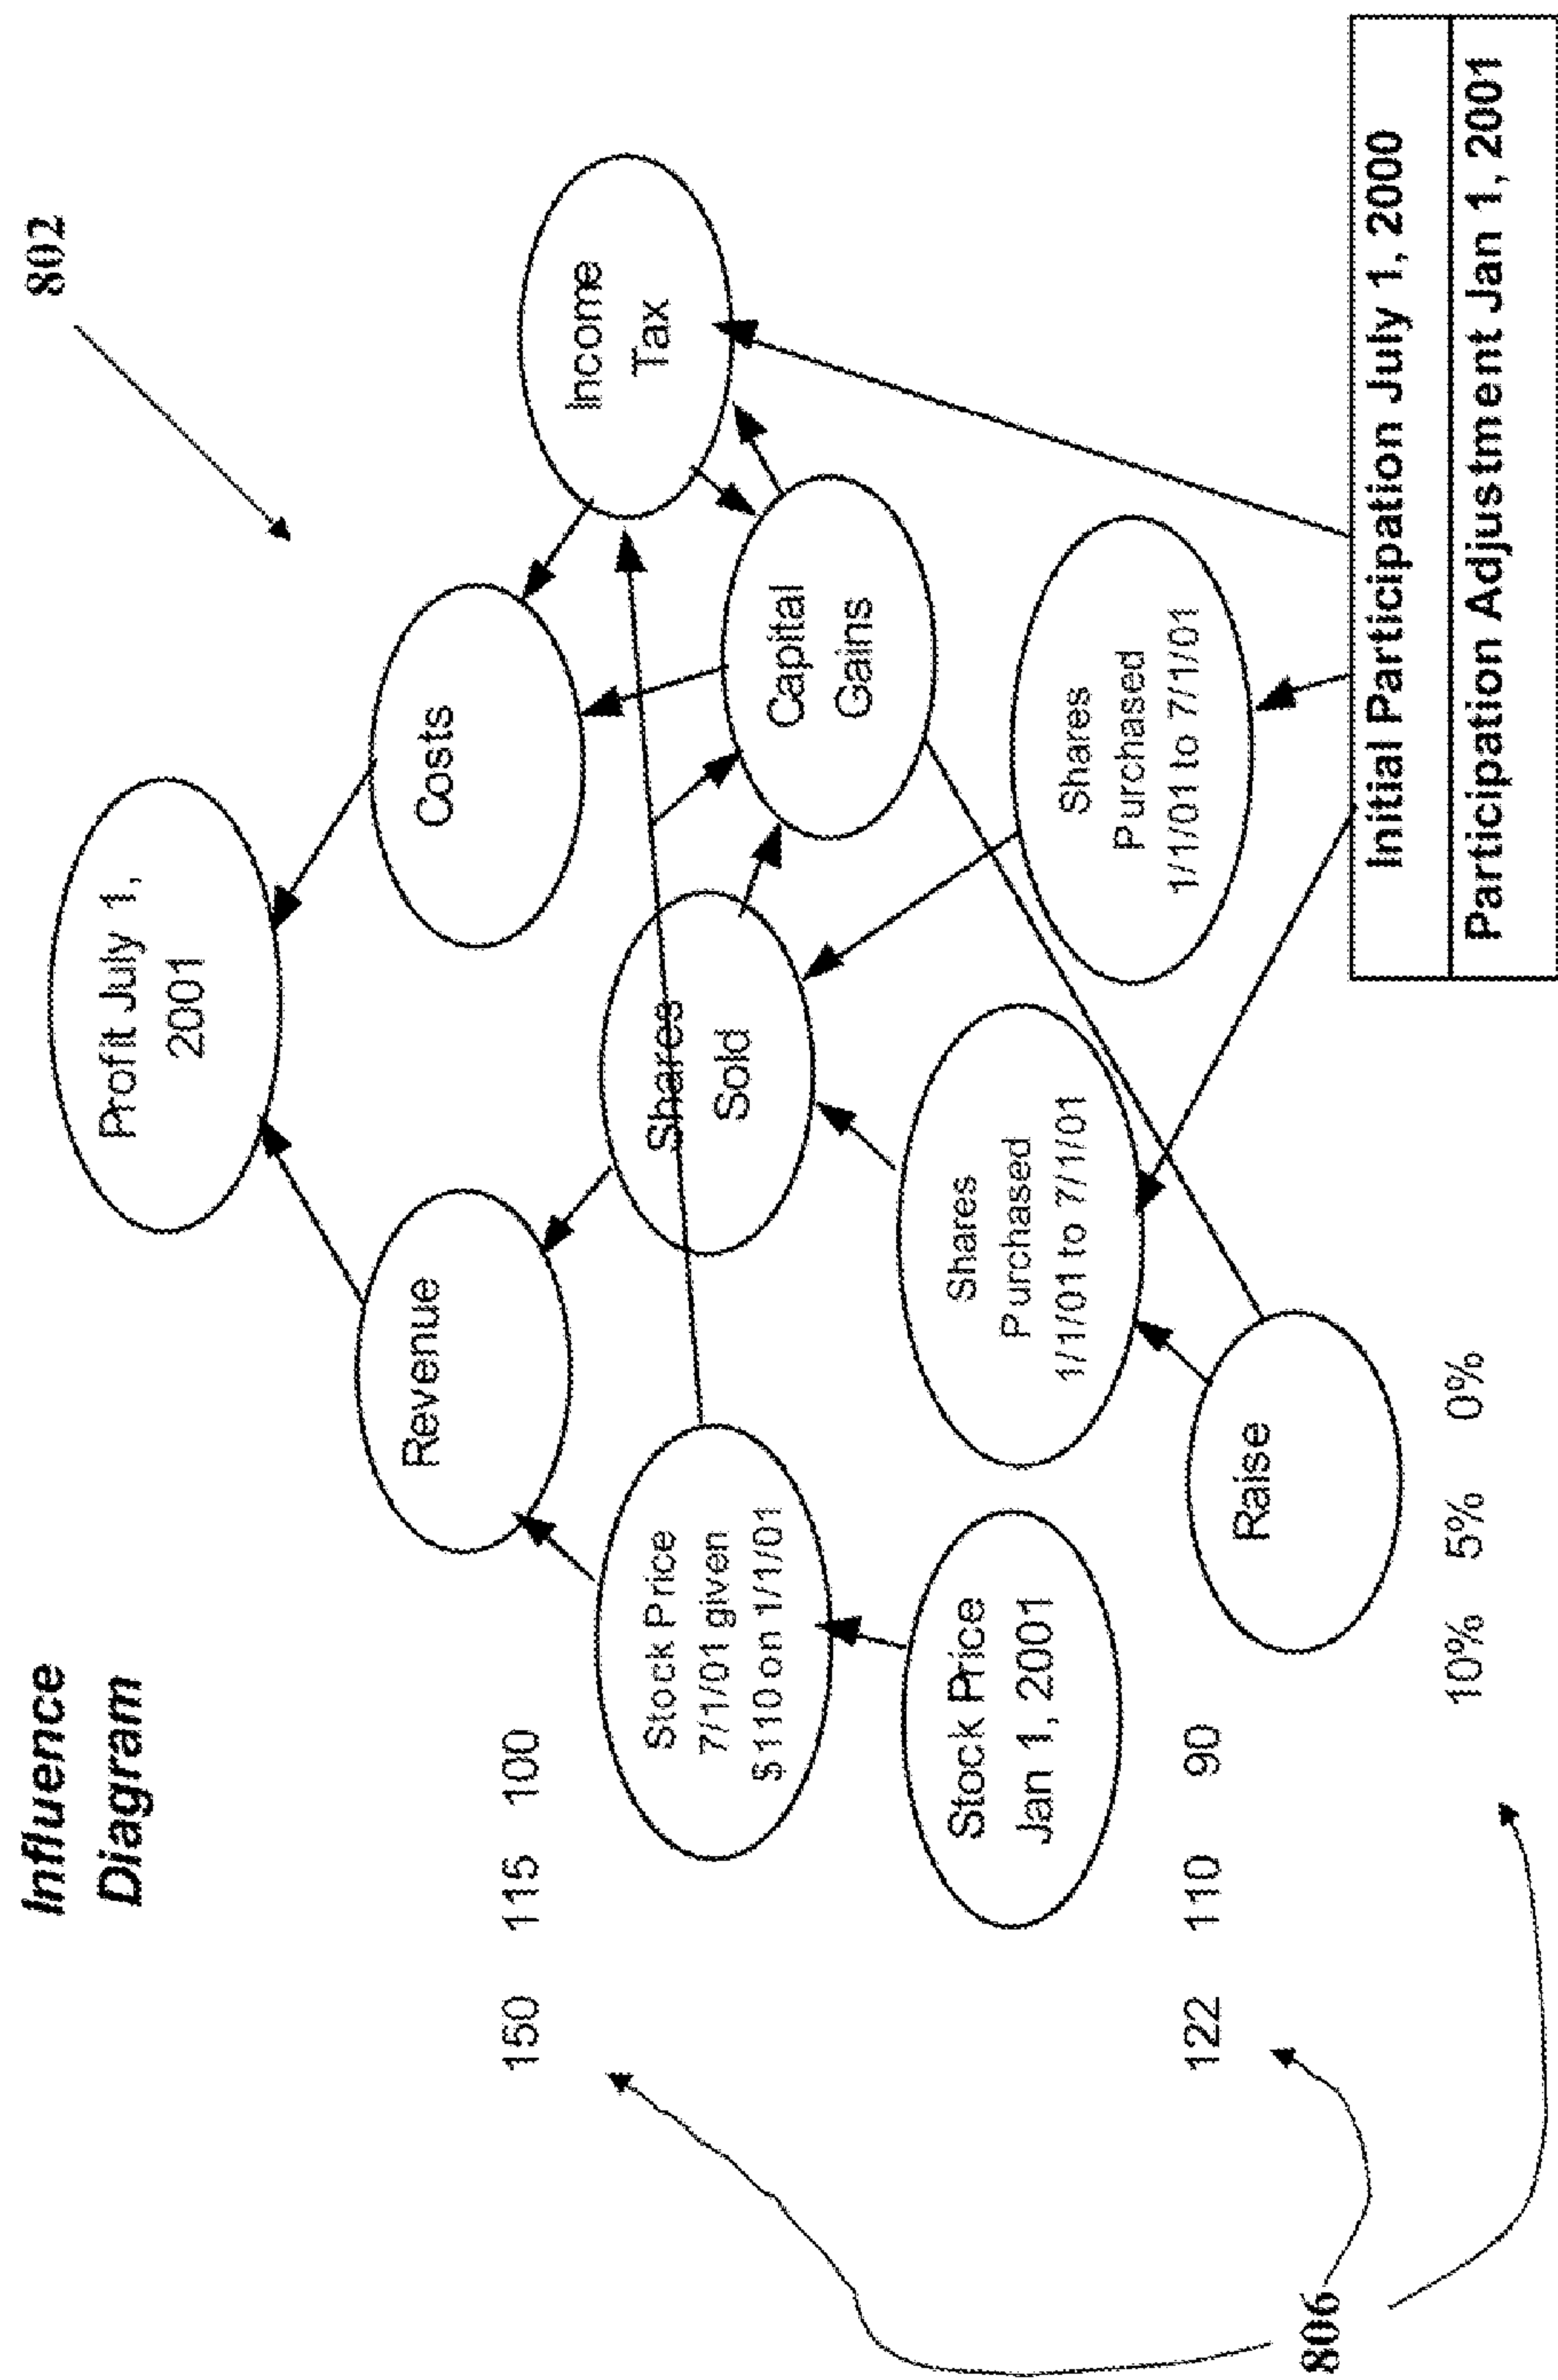 Influence
Diagram
802
Profit July 1,
2001
Revenue
Costs
150 115 100
Stock Price
7/1/01 given
$110 on 1/1/01
Shares
Sold
Income
Tax
Capital
Gains
Stock Price
Jan 1, 2001
Shares
Purchased
1/1/01 to 7/1/01
Shares
Purchased
1/1/01 to 7/1/01
122 110 90
Raise
10% 5% 0%
806
Initial Participation July 1, 2000
Participation Adjustment Jan 1, 2001